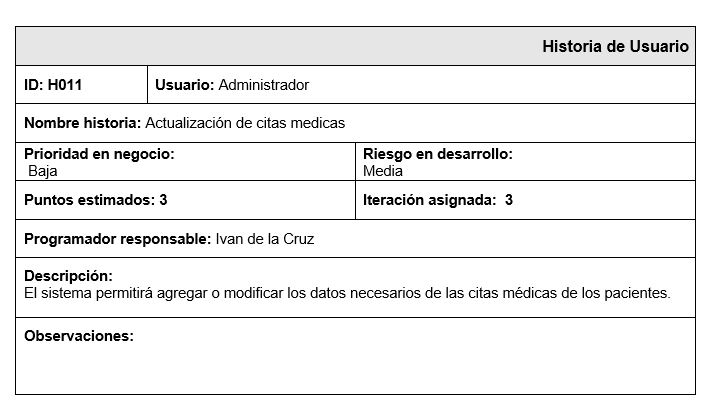 Historia de Usuario
ID: H011
Usuario: Administrador
Nombre historia: Actualización de citas medicas
Prioridad en negocio:
Baja
Riesgo en desarrollo:
Media
Puntos estimados: 3
Iteración asignada: 3
Programador responsable: Ivan de la Cruz
Descripción:
El sistema permitirá agregar o modificar los datos necesarios de las citas médicas de los pacientes.
Observaciones: